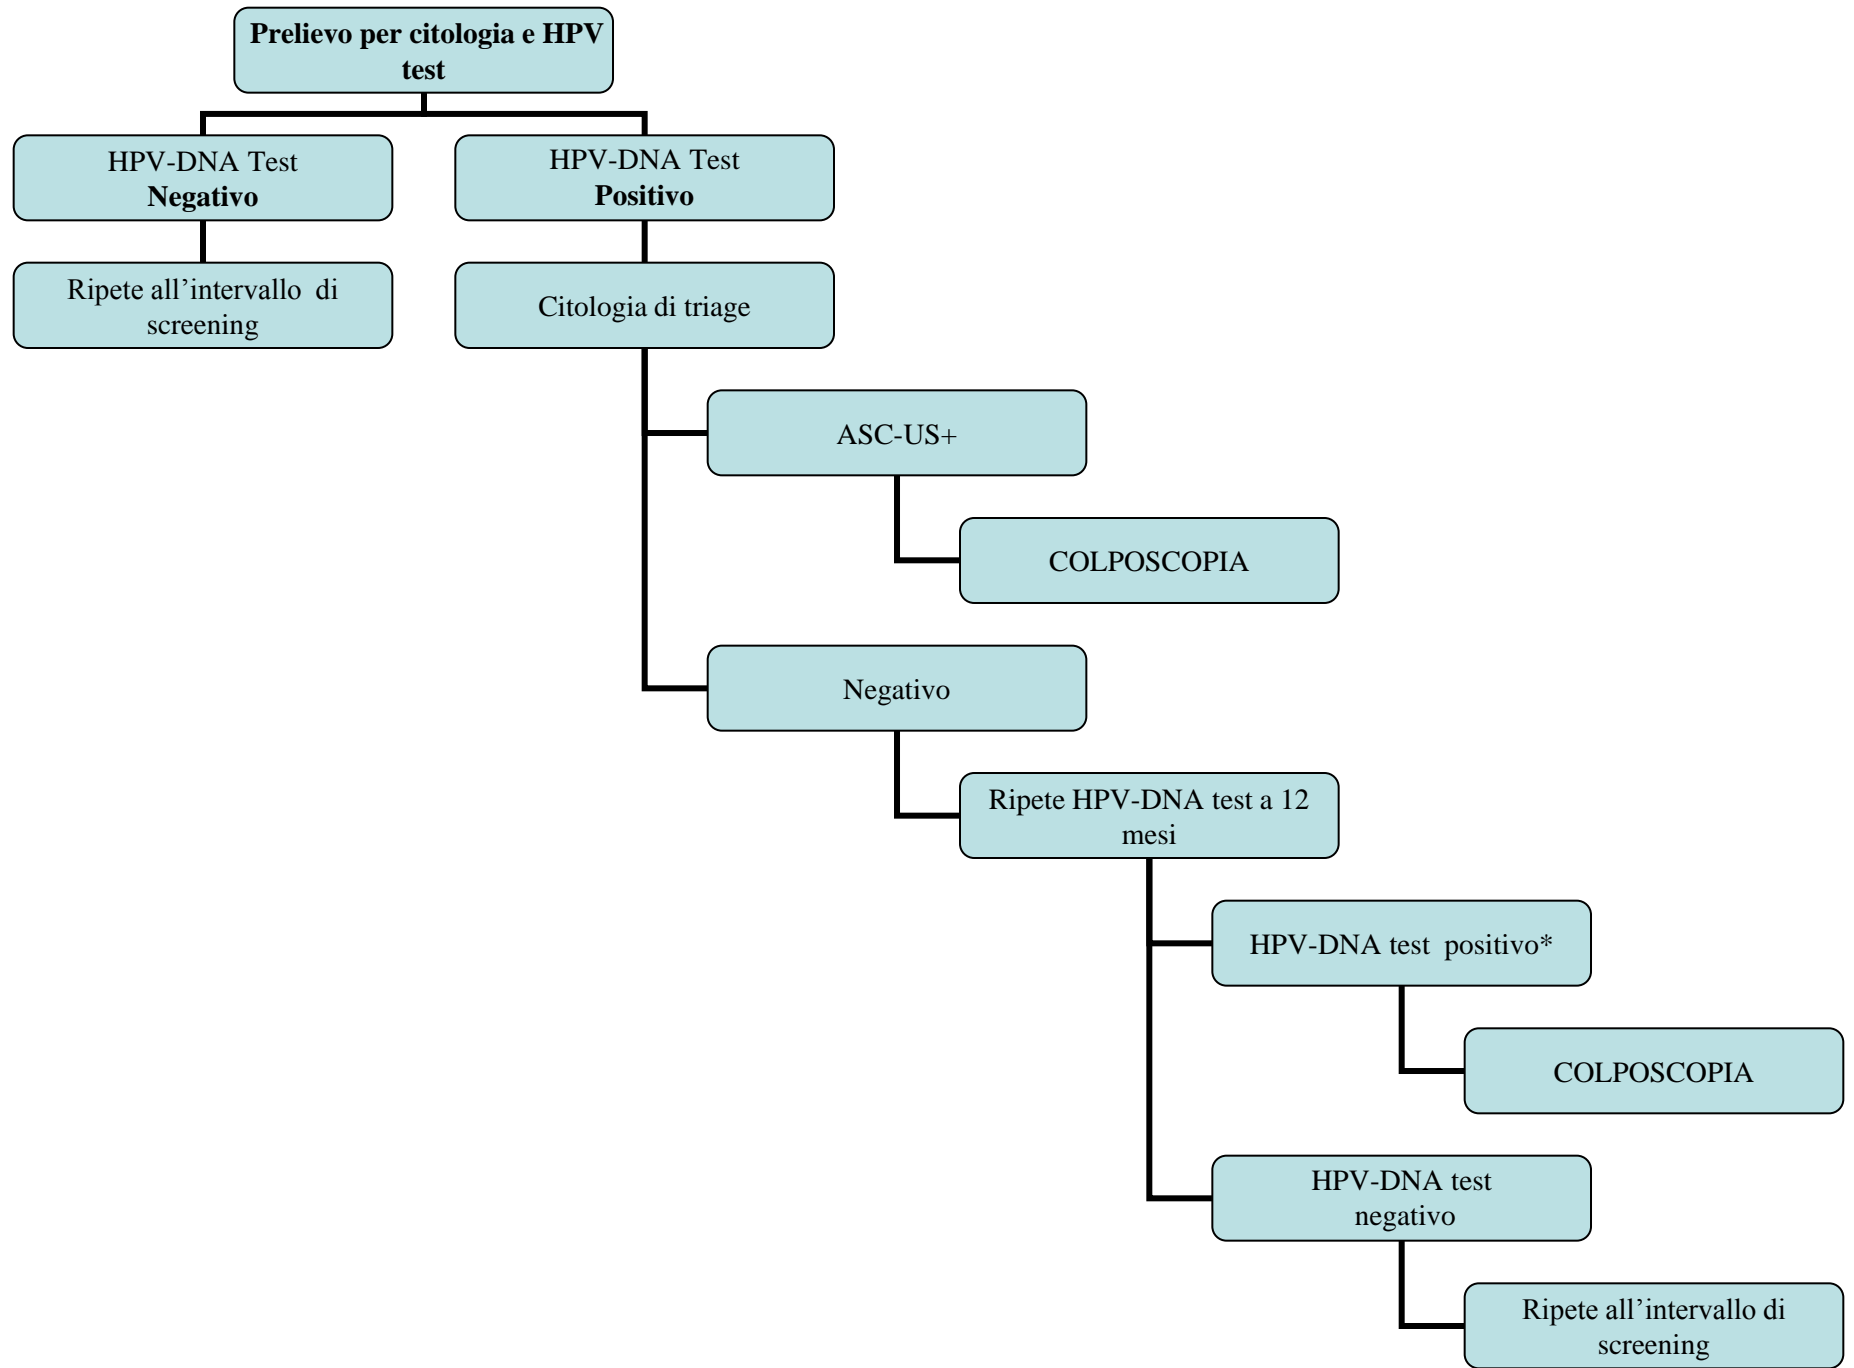 Prelievo per citologia e HPV
test
HPV-DNA Test
Negativo
HPV-DNA Test
Positivo
Ripete all’intervallo  di
screening
Citologia di triage
ASC-US+
COLPOSCOPIA
Negativo
Ripete HPV-DNA test a 12
mesi
HPV-DNA test  positivo*
COLPOSCOPIA
HPV-DNA test
negativo
Ripete all’intervallo di
screening